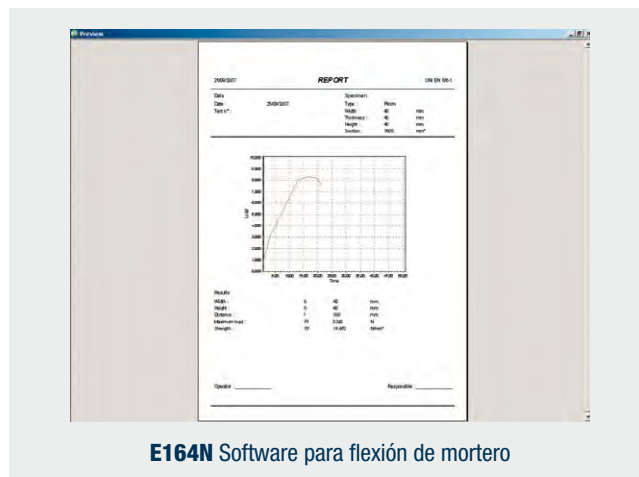 Preview
25/09/2007 REPORT UNI EN 196-1
Data Specimen
Date : 25/09/2007 Type : Prism
Test n° : Width : 40 mm
Thickness : 40 mm
Height : 40 mm
Section : 1600 mm²
Load
Time
Results
Width : b 40 mm
Height : 40 mm
Distance : l mm
Maximum load : Ff N
Strength : Rf N/mm²
Operator Responsible
E164N Software para flexión de mortero